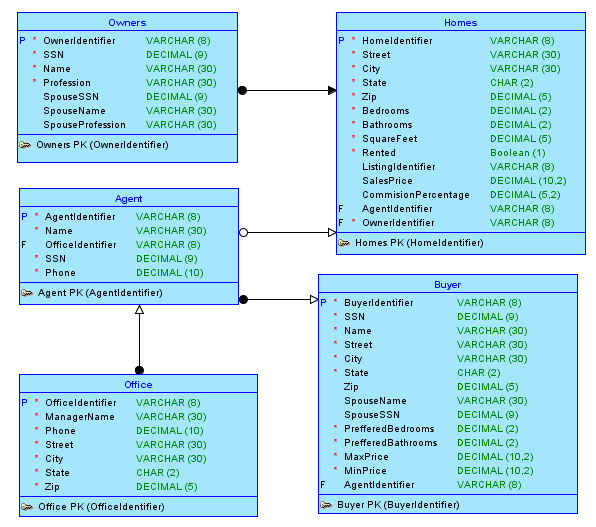 Owners
P * OwnerIdentifier VARCHAR (8)
* SSN DECIMAL (9)
* Name VARCHAR (30)
* Profession VARCHAR (30)
SpouseSSN DECIMAL (9)
SpouseName VARCHAR (30)
SpouseProfession VARCHAR (30)
Owners PK (OwnerIdentifier)
Homes
P * HomeIdentifier VARCHAR (8)
* Street VARCHAR (30)
* City VARCHAR (30)
* State CHAR (2)
* Zip DECIMAL (5)
* Bedrooms DECIMAL (2)
* Bathrooms DECIMAL (2)
* SquareFeet DECIMAL (5)
* Rented Boolean (1)
ListingIdentifier VARCHAR (8)
SalesPrice DECIMAL (10,2)
CommisionPercentage DECIMAL (5,2)
F AgentIdentifier VARCHAR (8)
F * OwnerIdentifier VARCHAR (8)
Homes PK (HomeIdentifier)
Agent
P * AgentIdentifier VARCHAR (8)
* Name VARCHAR (30)
F OfficeIdentifier VARCHAR (8)
* SSN DECIMAL (9)
* Phone DECIMAL (10)
Agent PK (AgentIdentifier)
Buyer
P * BuyerIdentifier VARCHAR (8)
* SSN DECIMAL (9)
* Name VARCHAR (30)
* Street VARCHAR (30)
* City VARCHAR (30)
* State CHAR (2)
Zip DECIMAL (5)
SpouseName VARCHAR (30)
SpouseSSN DECIMAL (9)
* PrefferedBedrooms DECIMAL (2)
* PrefferedBathrooms DECIMAL (2)
* MaxPrice DECIMAL (10,2)
* MinPrice DECIMAL (10,2)
F AgentIdentifier VARCHAR (8)
Buyer PK (BuyerIdentifier)
Office
P * OfficeIdentifier VARCHAR (8)
* ManagerName VARCHAR (30)
* Phone DECIMAL (10)
* Street VARCHAR (30)
* City VARCHAR (30)
* State CHAR (2)
* Zip DECIMAL (5)
Office PK (OfficeIdentifier)